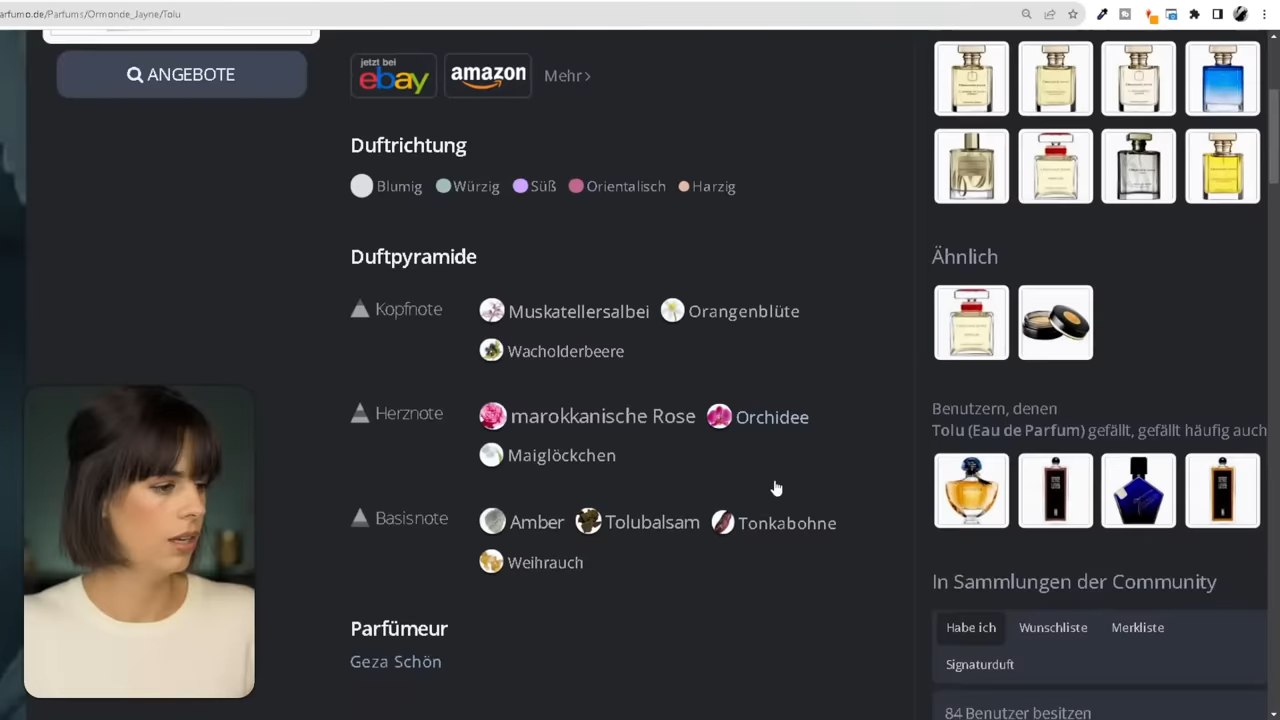 arfumo.de/Parfums/Ormonde_Jayne/Tolu
ANGEBOTE
jetzt bei
ebay
amazon
Mehr
Duftrichtung
Blumig Würzig Süß Orientalisch Harzig
Duftpyramide
Kopfnote
Muskatellersalbei Orangenblüte
Wacholderbeere
Herznote
marokkanische Rose Orchidee
Maiglöckchen
Basisnote
Amber Tolubalsam Tonkabohne
Weihrauch
Parfümeur
Geza Schön
Ähnlich
Benutzern, denen
Tolu (Eau de Parfum) gefällt, gefällt häufig auch
In Sammlungen der Community
Habe ich Wunschliste Merkliste
Signaturduft
84 Benutzer besitzen